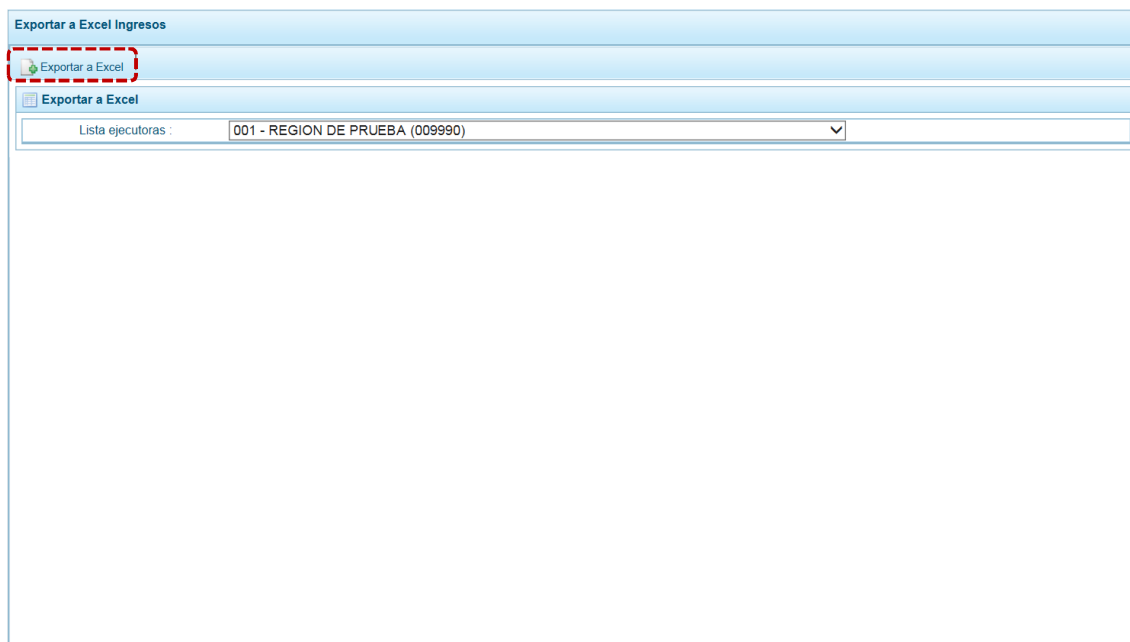 Exportar a Excel Ingresos
Exportar a Excel
Exportar a Excel
Lista ejecutoras : 001 - REGION DE PRUEBA (009990)